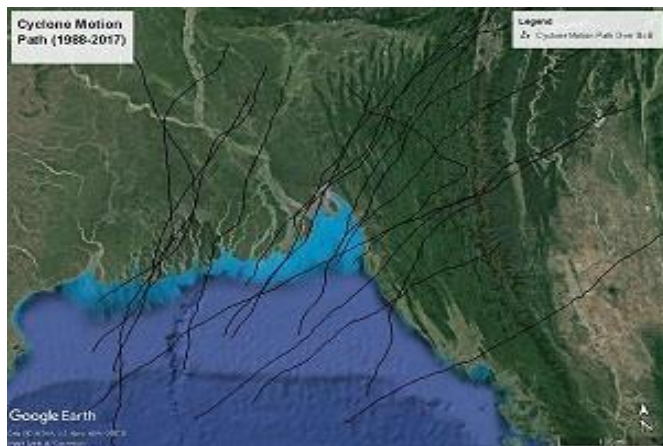 Cyclone Motion
Path (1988-2017)
Legend
Cyclone Motion Path Over BoB
Google Earth
N